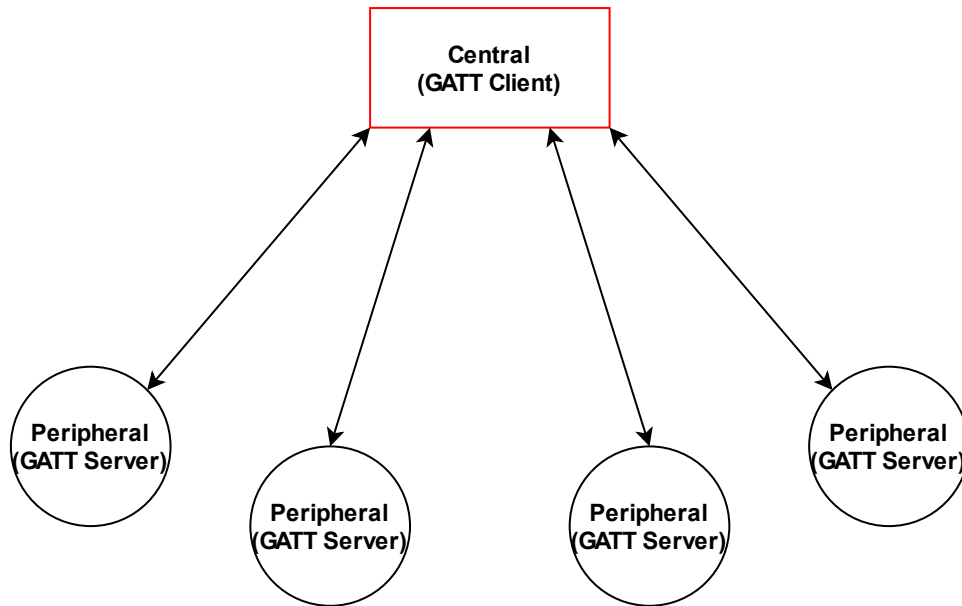 Central
(GATT Client)
Peripheral
(GATT Server)
Peripheral
(GATT Server)
Peripheral
(GATT Server)
Peripheral
(GATT Server)